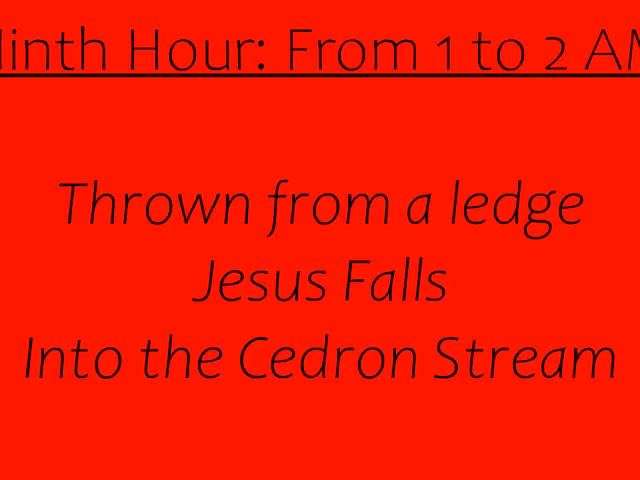 Ninth Hour: From 1 to 2 AM
Thrown from a ledge
Jesus Falls
Into the Cedron Stream